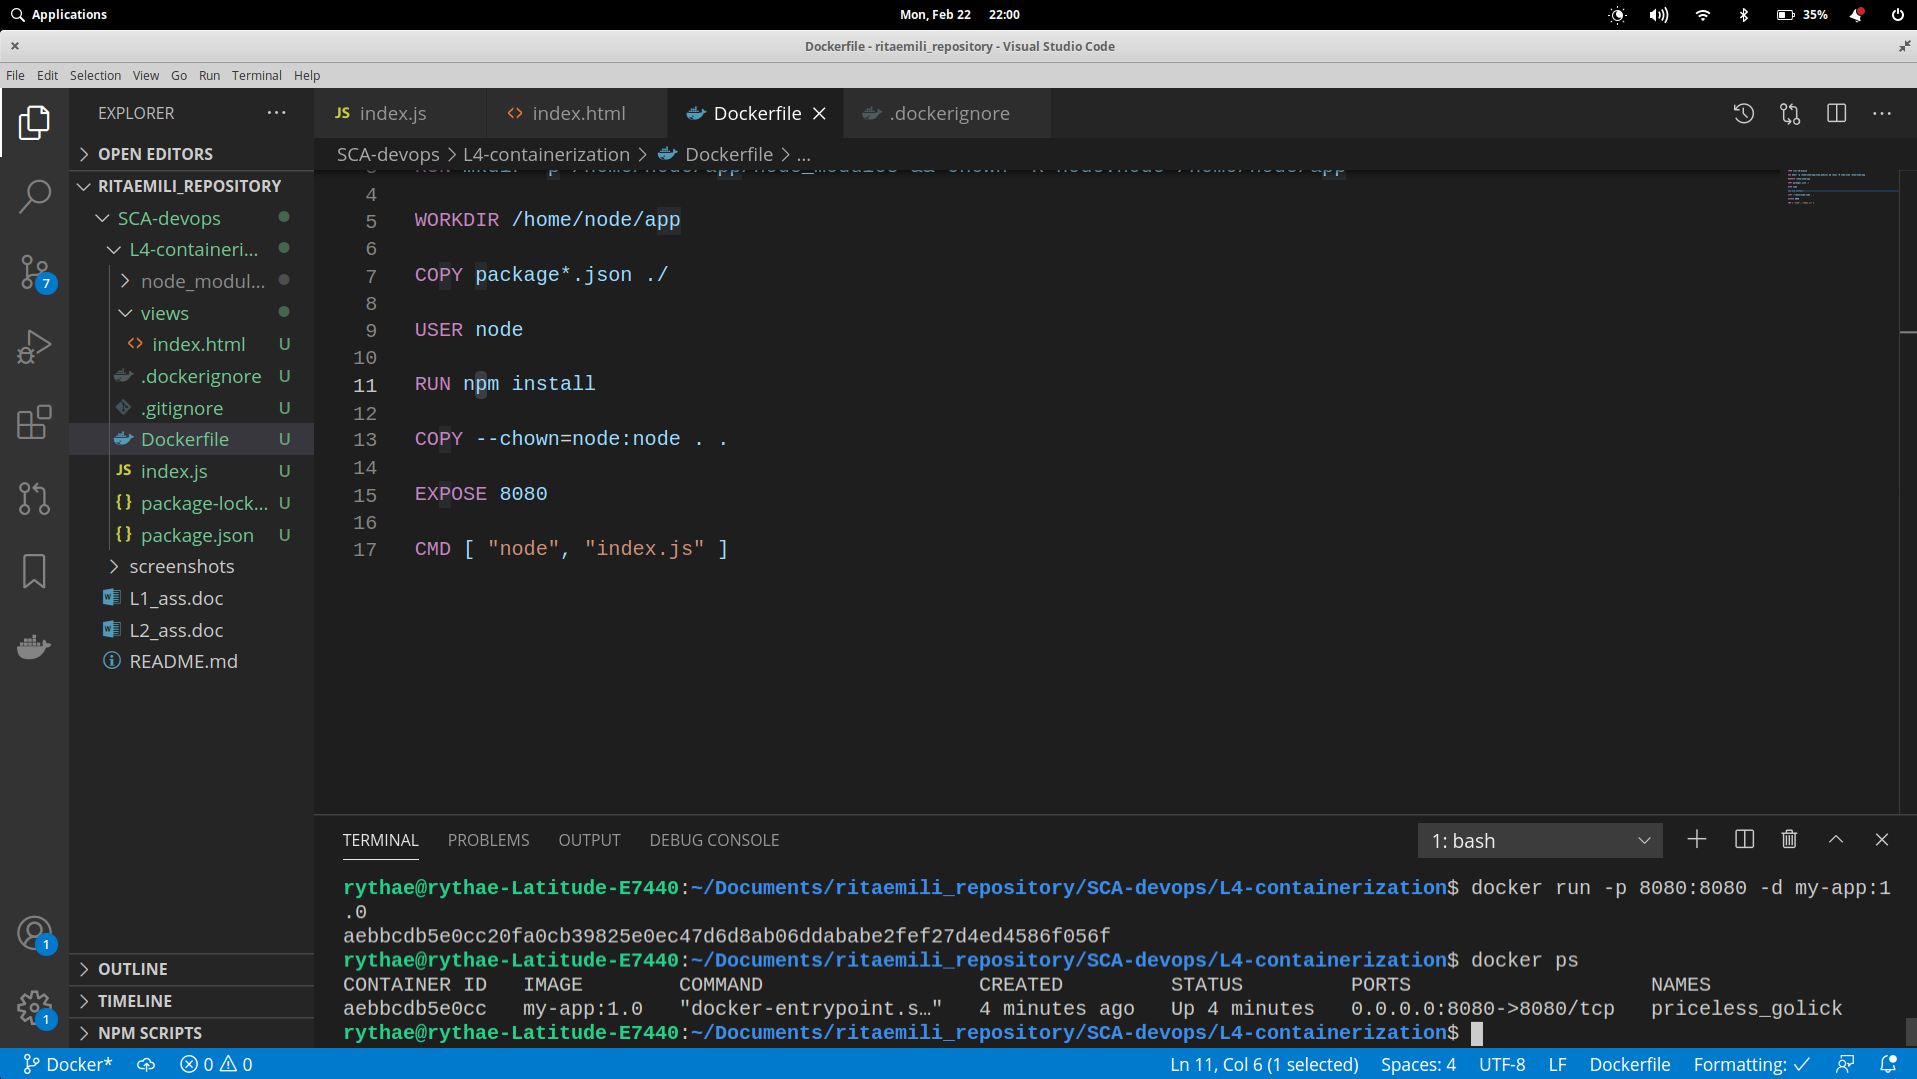 Applications
Mon, Feb 22 22:00
35%
Dockerfile - ritaemili_repository - Visual Studio Code
File Edit Selection View Go Run Terminal Help
EXPLORER
index.js
index.html
Dockerfile
.dockerignore
OPEN EDITORS
SCA-devops > L4-containerization > Dockerfile > ...
RITAEMILI_REPOSITORY
SCA-devops
L4-containeri...
node_modul...
views
index.html U
.dockerignore U
.gitignore U
Dockerfile U
JS index.js U
{} package-lock... U
{} package.json U
screenshots
L1_ass.doc
L2_ass.doc
README.md
OUTLINE
TIMELINE
NPM SCRIPTS
7
1
1
4
5 WORKDIR /home/node/app
6
7 COPY package*.json ./
8
9 USER node
10
11 RUN npm install
12
13 COPY --chown=node:node . .
14
15 EXPOSE 8080
16
17 CMD [ "node", "index.js" ]
TERMINAL PROBLEMS OUTPUT DEBUG CONSOLE
1: bash
rythae@rythae-Latitude-E7440:~/Documents/ritaemili_repository/SCA-devops/L4-containerization$ docker run -p 8080:8080 -d my-app:1
.0
aebbcdb5e0cc20fa0cb39825e0ec47d6d8ab06ddababe2fef27d4ed4586f056f
rythae@rythae-Latitude-E7440:~/Documents/ritaemili_repository/SCA-devops/L4-containerization$ docker ps
CONTAINER ID IMAGE COMMAND CREATED STATUS PORTS NAMES
aebbcdb5e0cc my-app:1.0 "docker-entrypoint.s…" 4 minutes ago Up 4 minutes 0.0.0.0:8080->8080/tcp priceless_golick
rythae@rythae-Latitude-E7440:~/Documents/ritaemili_repository/SCA-devops/L4-containerization$
Docker* 0 0
Ln 11, Col 6 (1 selected) Spaces: 4 UTF-8 LF Dockerfile Formatting: ✓